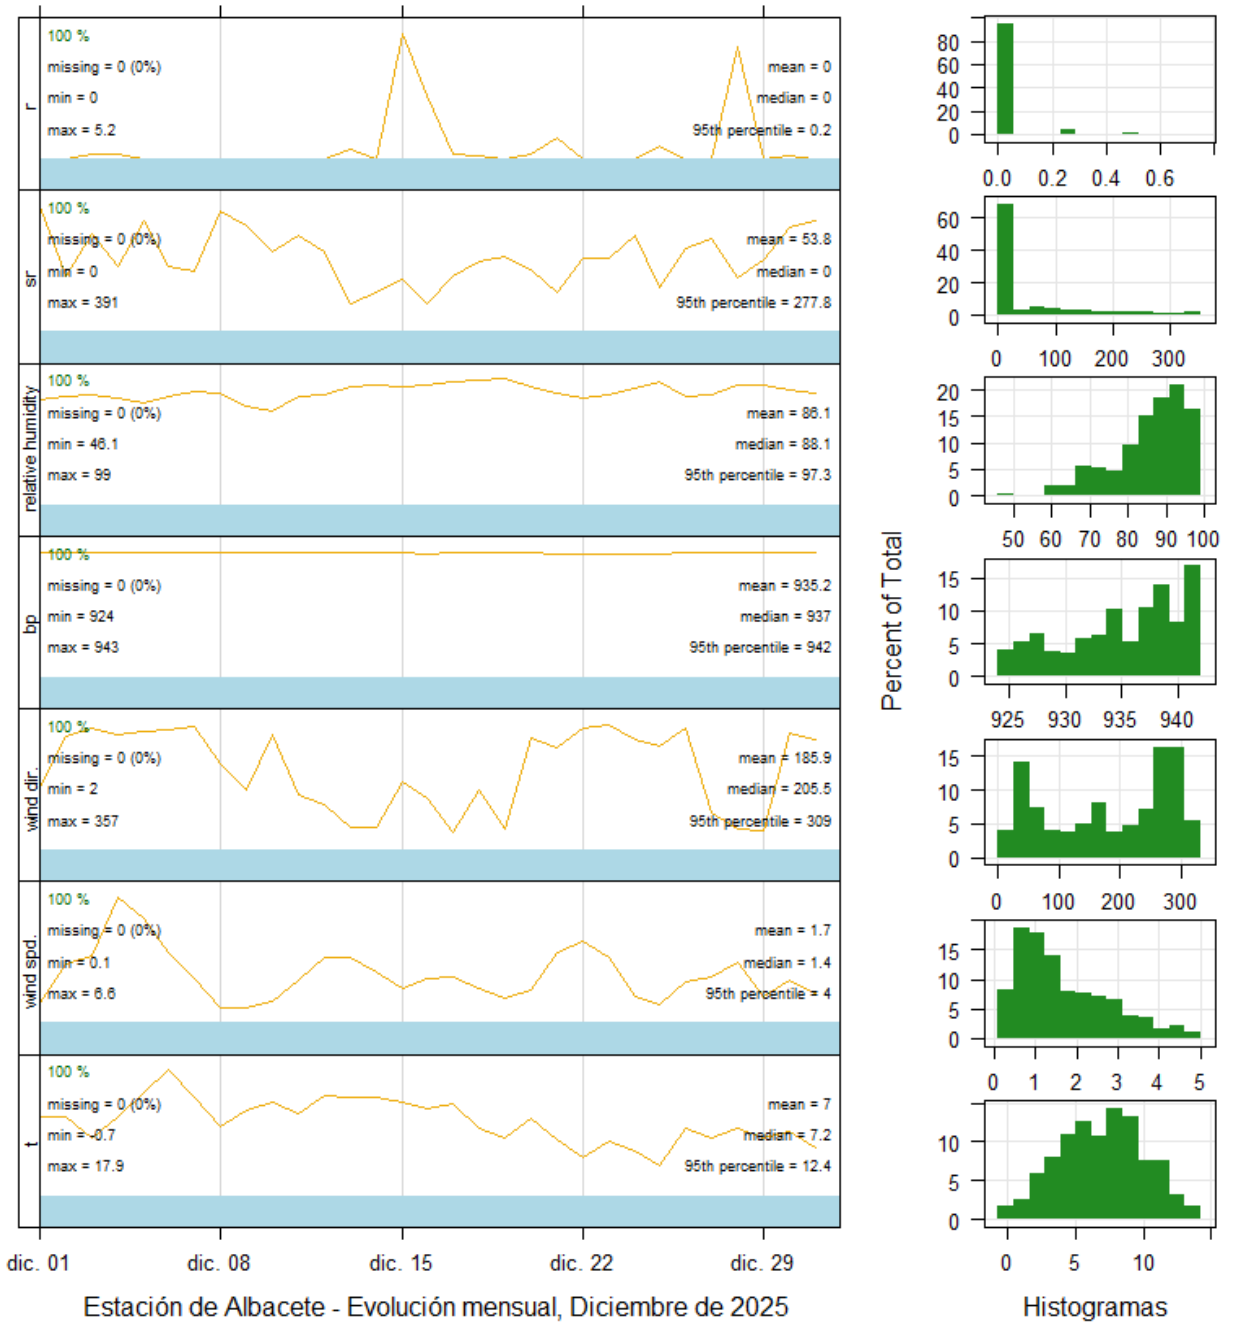 r
100 %
missing = 0 (0%)
min = 0
max = 5.2
mean = 0
median = 0
95th percentile = 0.2
sr
100 %
missing = 0 (0%)
min = 0
max = 391
mean = 53.8
median = 0
95th percentile = 277.8
relative humidity
100 %
missing = 0 (0%)
min = 46.1
max = 99
mean = 86.1
median = 88.1
95th percentile = 97.3
bp
100 %
missing = 0 (0%)
min = 924
max = 943
mean = 935.2
median = 937
95th percentile = 942
wind dir.
100 %
missing = 0 (0%)
min = 2
max = 357
mean = 185.9
median = 205.5
95th percentile = 309
wind spd.
100 %
missing = 0 (0%)
min = 0.1
max = 6.6
mean = 1.7
median = 1.4
95th percentile = 4
t
100 %
missing = 0 (0%)
min = -0.7
max = 17.9
mean = 7
median = 7.2
95th percentile = 12.4
dic. 01 dic. 08 dic. 15 dic. 22 dic. 29
Estación de Albacete - Evolución mensual, Diciembre de 2025
Percent of Total
80
60
40
20
0
0.0 0.2 0.4 0.6
60
40
20
0
0 100 200 300
20
15
10
5
0
50 60 70 80 90 100
15
10
5
0
925 930 935 940
15
10
5
0
0 100 200 300
15
10
5
0
0 1 2 3 4 5
10
5
0
0 5 10
Histogramas